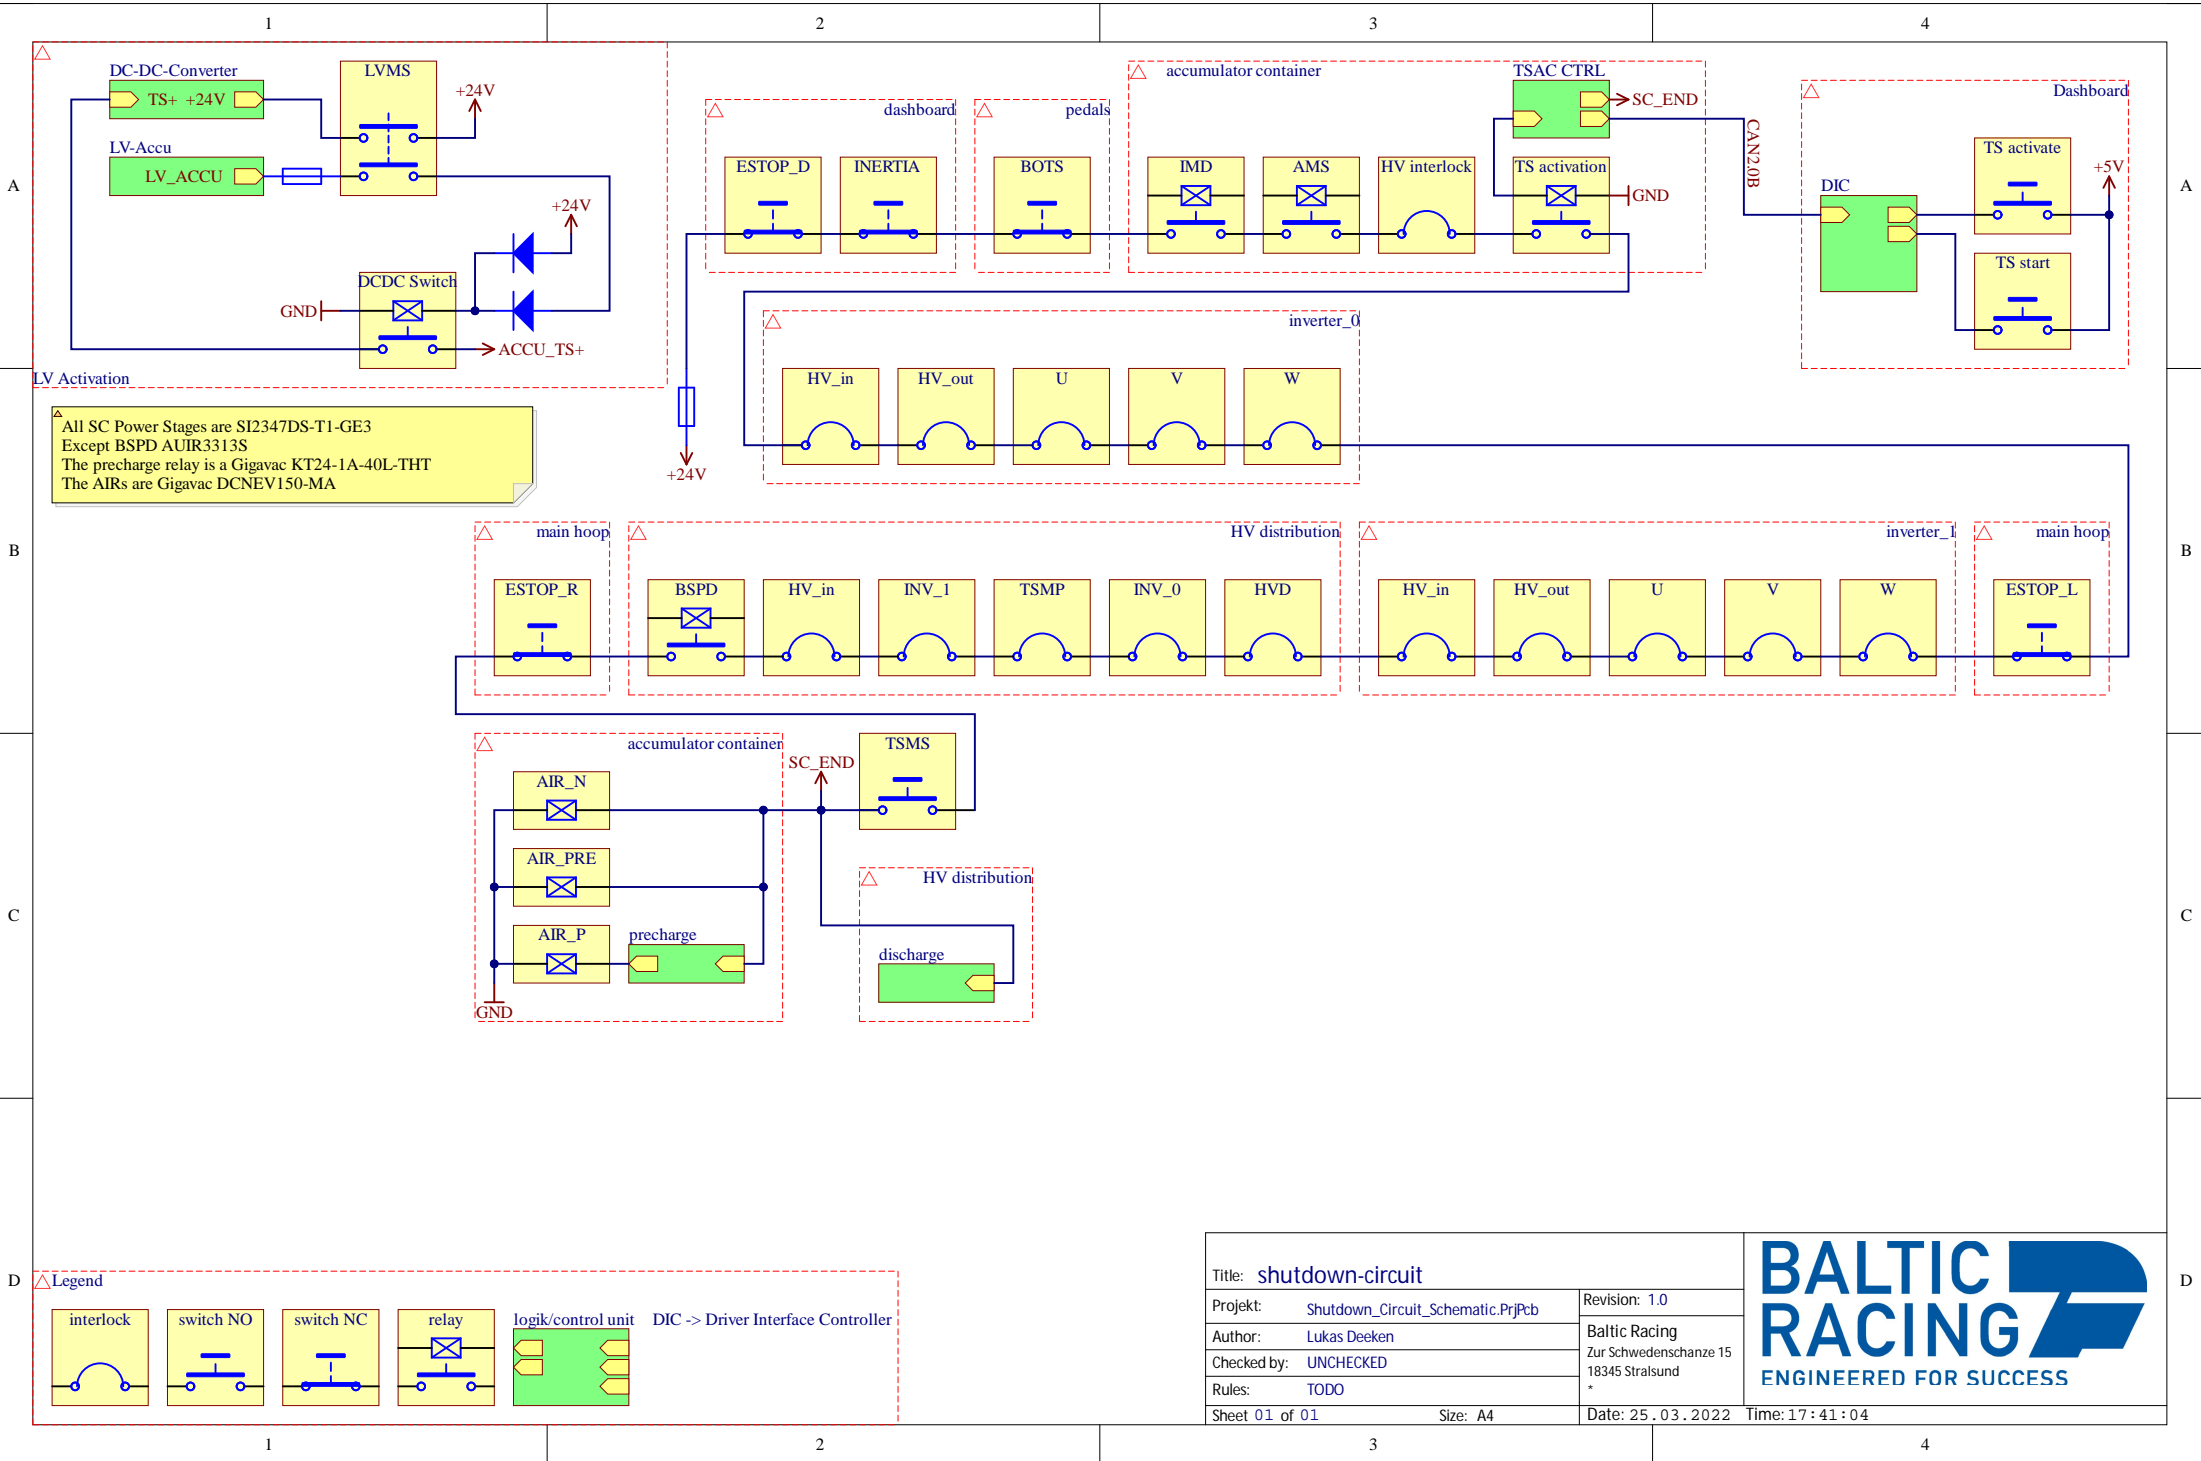 1
2
3
4
A
A
B
B
C
C
D
D
DC-DC-Converter
TS+ +24V
LVMS
+24V
LV-Accu
LV_ACCU
+24V
DCDC Switch
GND
ACCU_TS+
LV Activation
dashboard
ESTOP_D
INERTIA
pedals
BOTS
accumulator container
TSAC CTRL
SC_END
IMD
AMS
HV interlock
TS activation
GND
CAN2.0B
Dashboard
DIC
TS activate
+5V
TS start
All SC Power Stages are SI2347DS-T1-GE3
Except BSPD AUIR3313S
The precharge relay is a Gigavac KT24-1A-40L-THT
The AIRs are Gigavac DCNEV150-MA
+24V
inverter_0
HV_in
HV_out
U
V
W
main hoop
ESTOP_R
HV distribution
BSPD
HV_in
INV_1
TSMP
INV_0
HVD
inverter_1
HV_in
HV_out
U
V
W
main hoop
ESTOP_L
accumulator container
AIR_N
AIR_PRE
AIR_P
precharge
GND
SC_END
TSMS
HV distribution
discharge
Legend
interlock
switch NO
switch NC
relay
logik/control unit
DIC -> Driver Interface Controller
Title: shutdown-circuit
Projekt: Shutdown_Circuit_Schematic.PrjPcb
Revision: 1.0
Author: Lukas Deeken
Checked by: UNCHECKED
Rules: TODO
Baltic Racing
Zur Schwedenschanze 15
18345 Stralsund
*
Sheet 01 of 01
Size: A4
Date: 25.03.2022
Time: 17:41:04
BALTIC
RACING
ENGINEERED FOR SUCCESS
1
2
3
4